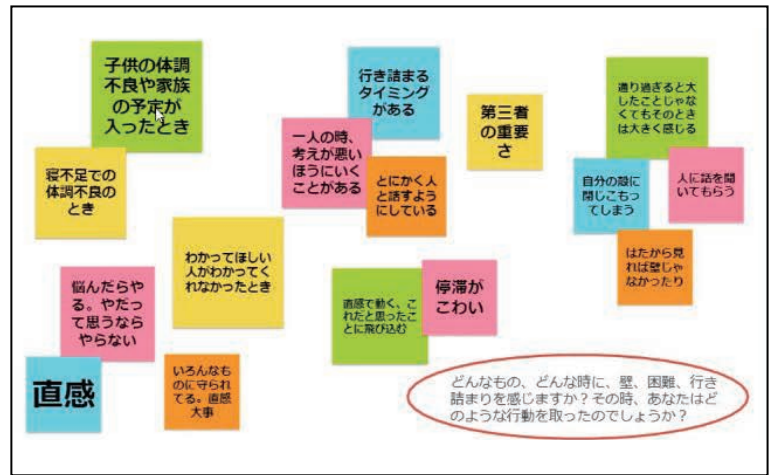 子供の体調
不良や家族
の予定が
入ったとき
寝不足での
体調不良の
とき
行き詰まる
タイミング
がある
一人の時、
考えが悪い
ほうにいく
ことがある
とにかく人
と話すよう
にしている
第三者
の重要
さ
通り過ぎると大
したことじゃな
くてもそのとき
は大きく感じる
自分の殻に
閉じこもっ
てしまう
人に話を聞
いてもらう
はたから見
れば壁じゃ
なかったり
わかってほしい
人がわかってく
れなかったとき
悩んだらや
る。やだっ
て思うなら
やらない
直感
いろんなも
のに守られ
てる。直感
大事
直感で動く、こ
れだと思ったこ
とに飛び込む
停滞が
こわい
どんなもの、どんな時に、壁、困難、行き
詰まりを感じますか？その時、あなたはど
のような行動を取ったのでしょうか？